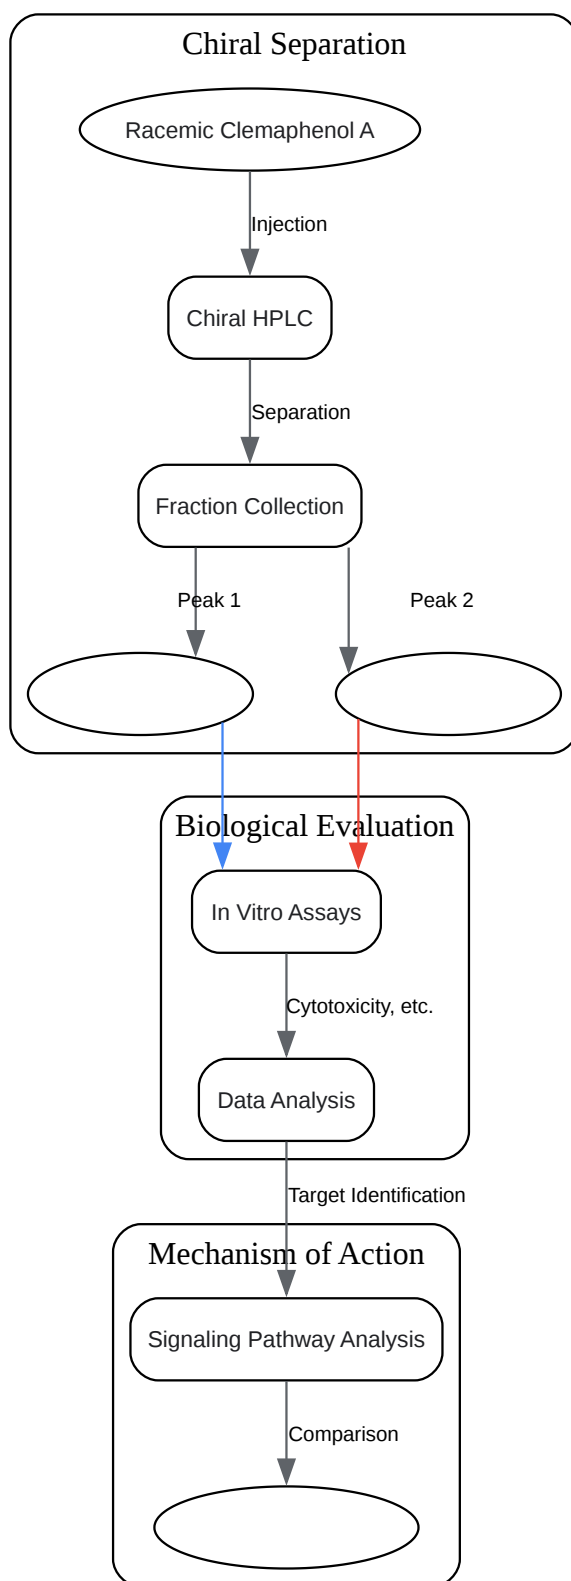 Chiral Separation
Racemic Clemaphenol A
Injection
Chiral HPLC
Separation
Fraction Collection
Peak 1
Peak 2
Biological Evaluation
In Vitro Assays
Cytotoxicity, etc.
Data Analysis
Target Identification
Mechanism of Action
Signaling Pathway Analysis
Comparison